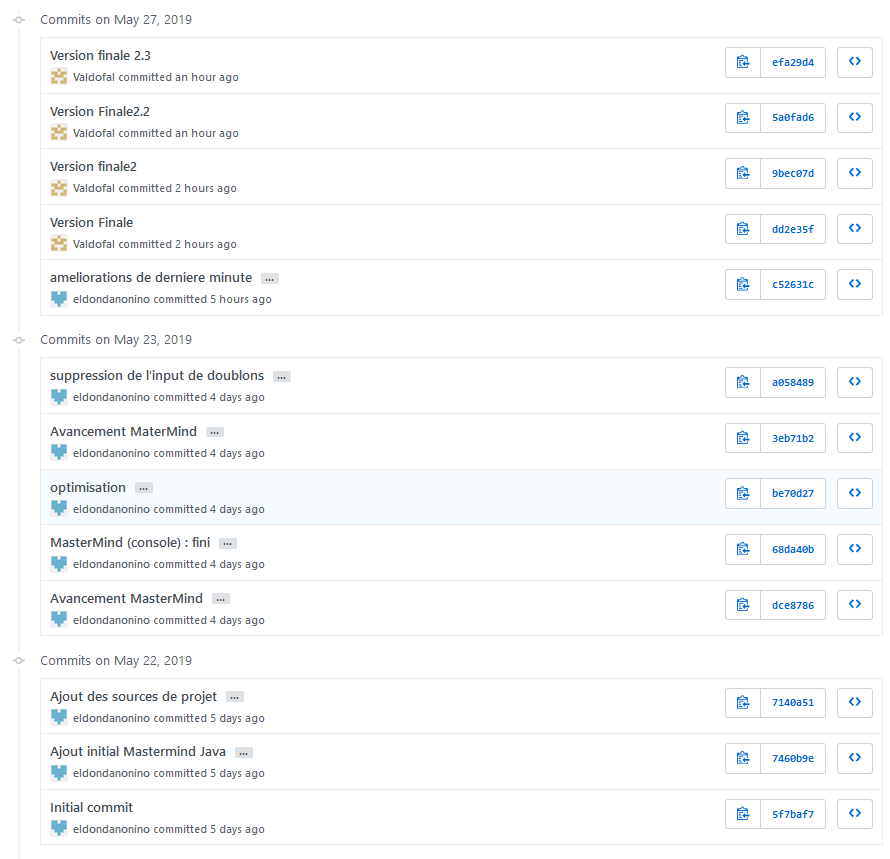 Commits on May 27, 2019
Version finale 2.3
Valdofal committed an hour ago
efa29d4
Version Finale2.2
Valdofal committed an hour ago
5a0fad6
Version finale2
Valdofal committed 2 hours ago
9bec07d
Version Finale
Valdofal committed 2 hours ago
dd2e35f
ameliorations de derniere minute ...
eldondanonino committed 5 hours ago
c52631c
Commits on May 23, 2019
suppression de l'input de doublons ...
eldondanonino committed 4 days ago
a058489
Avancement MaterMind ...
eldondanonino committed 4 days ago
3eb71b2
optimisation ...
eldondanonino committed 4 days ago
be70d27
MasterMind (console) : fini ...
eldondanonino committed 4 days ago
68da40b
Avancement MasterMind ...
eldondanonino committed 4 days ago
dce8786
Commits on May 22, 2019
Ajout des sources de projet ...
eldondanonino committed 5 days ago
7140a51
Ajout initial Mastermind Java ...
eldondanonino committed 5 days ago
7460b9e
Initial commit
eldondanonino committed 5 days ago
5f7baf7